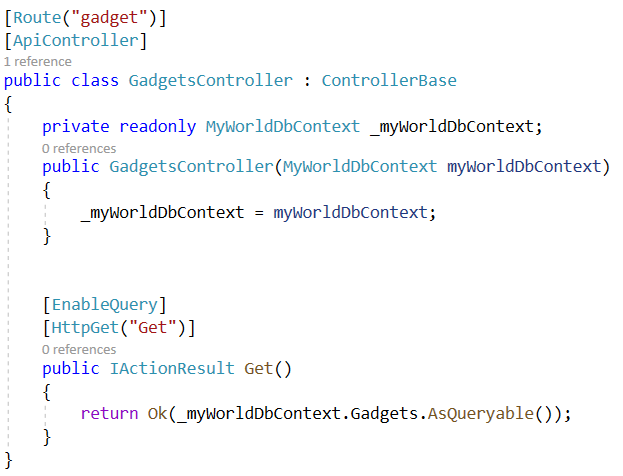 [Route("gadget")]
[ApiController]
1 reference
public class GadgetsController : ControllerBase
{
    private readonly MyWorldDbContext _myWorldDbContext;
    0 references
    public GadgetsController(MyWorldDbContext myWorldDbContext)
    {
        _myWorldDbContext = myWorldDbContext;
    }
    [EnableQuery]
    [HttpGet("Get")]
    0 references
    public IActionResult Get()
    {
        return Ok(_myWorldDbContext.Gadgets.AsQueryable());
    }
}